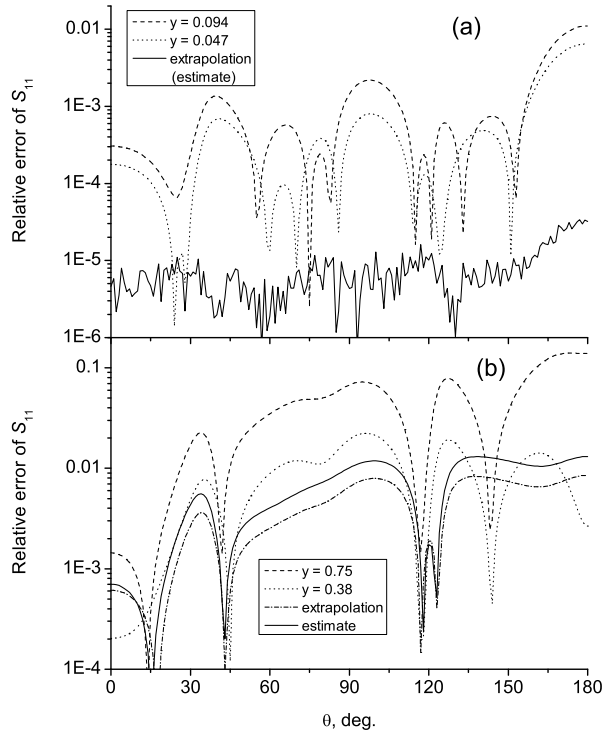 (a)
y = 0.094
y = 0.047
extrapolation
(estimate)
Relative error of S11
0.01
1E-3
1E-4
1E-5
1E-6
(b)
Relative error of S11
0.1
0.01
1E-3
1E-4
y = 0.75
y = 0.38
extrapolation
estimate
0 30 60 90 120 150 180
θ, deg.